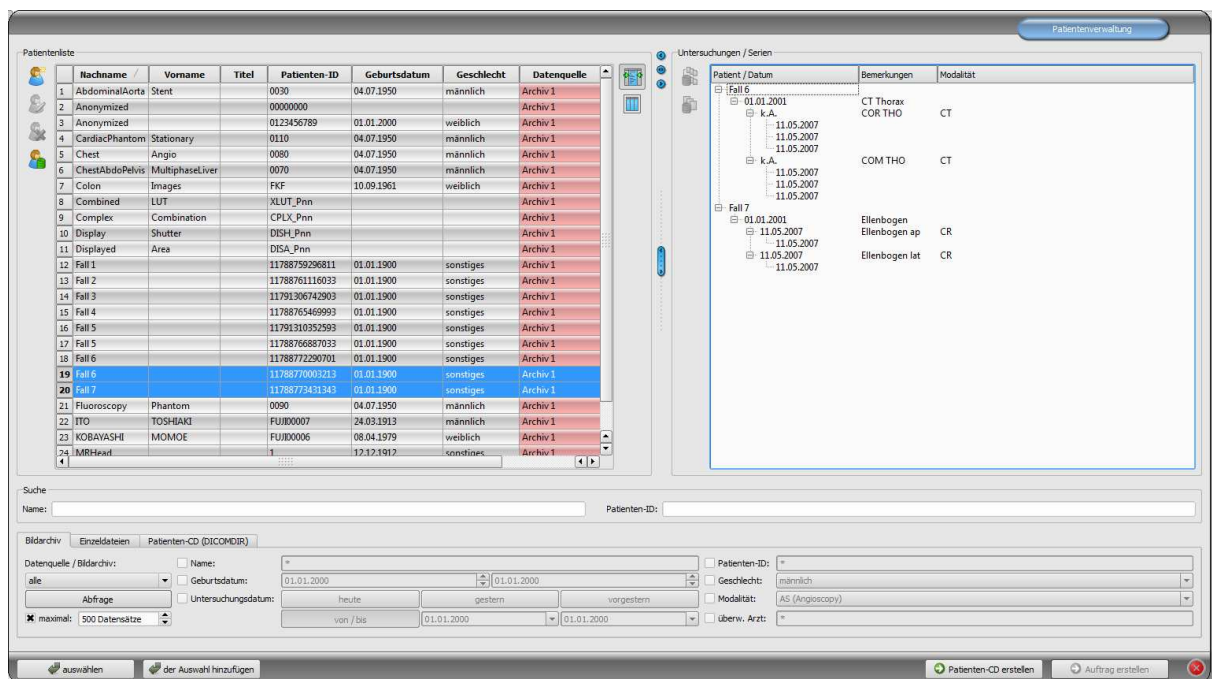 Patientenverwaltung
Patientenliste
Nachname Vorname Titel Patienten-ID Geburtsdatum Geschlecht Datenquelle
1 AbdominalAorta Stent 0030 04.07.1950 männlich Archiv 1
2 Anonymized 00000000 Archiv 1
3 Anonymized 0123456789 01.01.2000 weiblich Archiv 1
4 CardiacPhantom Stationary 0110 04.07.1950 männlich Archiv 1
5 Chest Angio 0080 04.07.1950 männlich Archiv 1
6 ChestAbdoPelvis MultiphaseLiver 0070 04.07.1950 männlich Archiv 1
7 Colon Images FKF 10.09.1961 weiblich Archiv 1
8 Combined LUT XLUT_Pnn Archiv 1
9 Complex Combination CPLX_Pnn Archiv 1
10 Display Shutter DISH_Pnn Archiv 1
11 Displayed Area DISA_Pnn Archiv 1
12 Fall 1 11788759296811 01.01.1900 sonstiges Archiv 1
13 Fall 2 11788761116033 01.01.1900 sonstiges Archiv 1
14 Fall 3 11791306742903 01.01.1900 sonstiges Archiv 1
15 Fall 4 11788765469993 01.01.1900 sonstiges Archiv 1
16 Fall 5 11791310352593 01.01.1900 sonstiges Archiv 1
17 Fall 5 11788766887033 01.01.1900 sonstiges Archiv 1
18 Fall 6 11788772290701 01.01.1900 sonstiges Archiv 1
19 Fall 6 11788770003213 01.01.1900 sonstiges Archiv 1
20 Fall 7 11788773431343 01.01.1900 sonstiges Archiv 1
21 Fluoroscopy Phantom 0090 04.07.1950 männlich Archiv 1
22 ITO TOSHIAKI FUJI00007 24.03.1913 männlich Archiv 1
23 KOBAYASHI MOMOE FUJI00006 08.04.1979 weiblich Archiv 1
24 MRHead 1 12.12.1912 sonstiges Archiv 1
Untersuchungen / Serien
Patient / Datum Bemerkungen Modalität
Fall 6
01.01.2001 CT Thorax
k.A. COR THO CT
11.05.2007
11.05.2007
11.05.2007
k.A. COM THO CT
11.05.2007
11.05.2007
11.05.2007
Fall 7
01.01.2001 Ellenbogen
11.05.2007 Ellenbogen ap CR
11.05.2007
11.05.2007 Ellenbogen lat CR
11.05.2007
Suche
Name: Patienten-ID:
Bildarchiv Einzeldateien Patienten-CD (DICOMDIR)
Datenquelle / Bildarchiv: Name: * Patienten-ID: *
alle Geburtsdatum: 01.01.2000 01.01.2000 Geschlecht: männlich
Abfrage Untersuchungsdatum: heute gestern vorgestern Modalität: AS (Angioscopy)
maximal: 500 Datensätze von / bis 01.01.2000 01.01.2000 überw. Arzt: *
auswählen der Auswahl hinzufügen Patienten-CD erstellen Auftrag erstellen